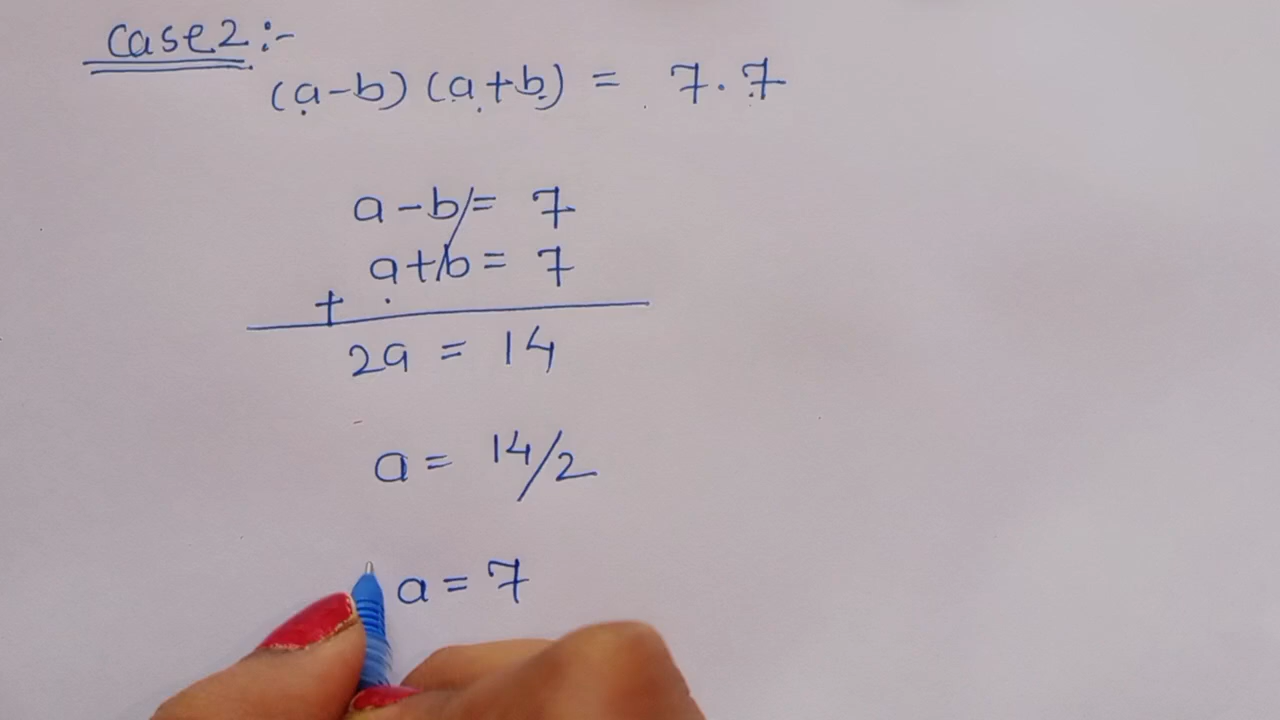 Case2:-
(a-b) (a+b) = 7.7
a-b = 7
a+b = 7
+
2a = 14
a = 14/2
a = 7